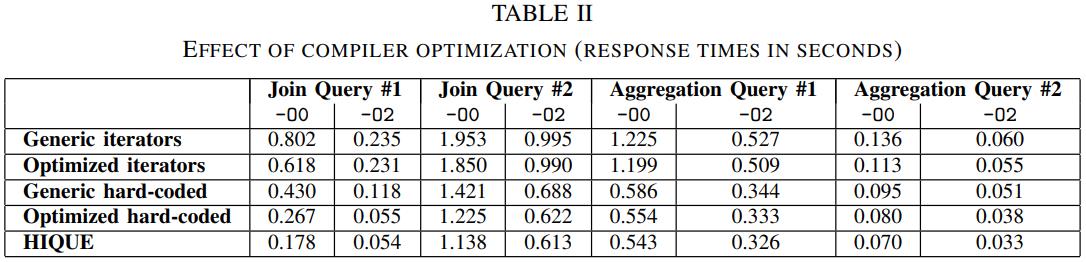 TABLE II
EFFECT OF COMPILER OPTIMIZATION (RESPONSE TIMES IN SECONDS)
Join Query #1 Join Query #2 Aggregation Query #1 Aggregation Query #2
-O0 -O2 -O0 -O2 -O0 -O2 -O0 -O2
Generic iterators 0.802 0.235 1.953 0.995 1.225 0.527 0.136 0.060
Optimized iterators 0.618 0.231 1.850 0.990 1.199 0.509 0.113 0.055
Generic hard-coded 0.430 0.118 1.421 0.688 0.586 0.344 0.095 0.051
Optimized hard-coded 0.267 0.055 1.225 0.622 0.554 0.333 0.080 0.038
HIQUE 0.178 0.054 1.138 0.613 0.543 0.326 0.070 0.033